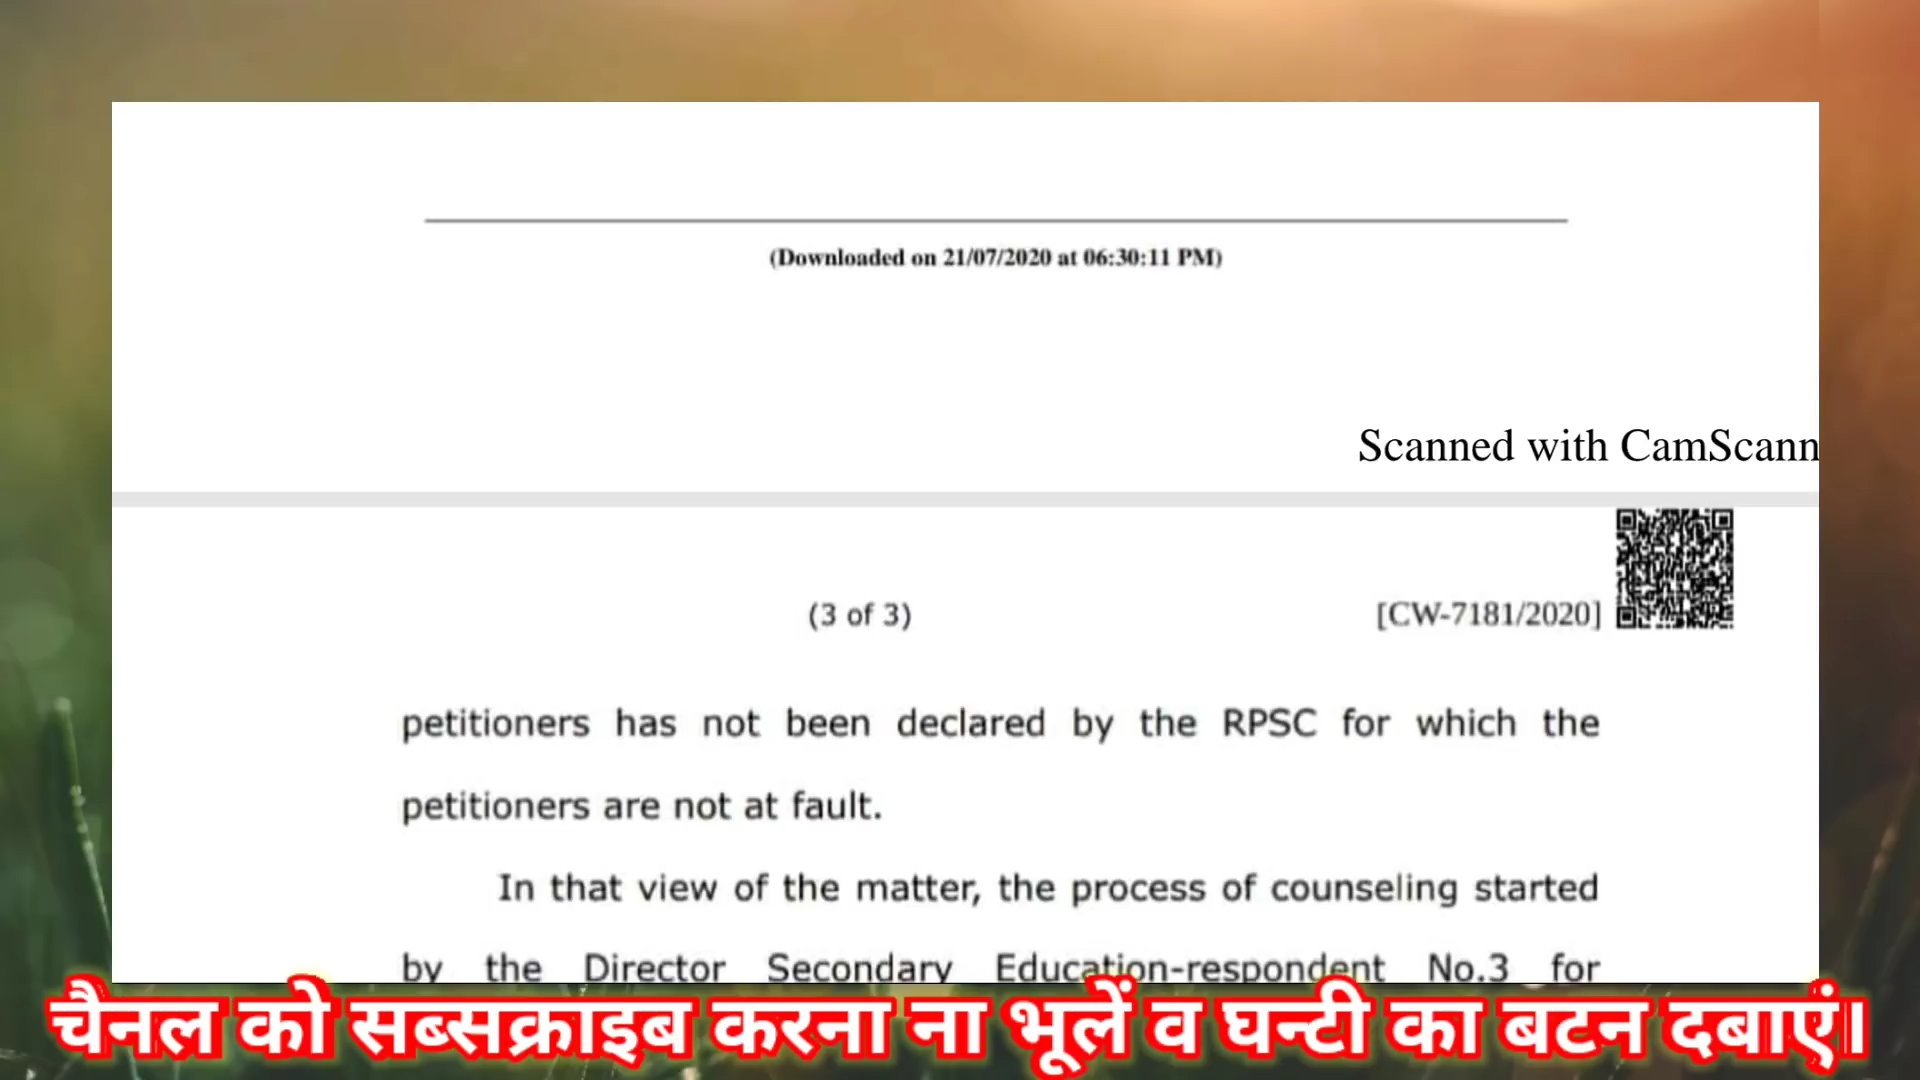 (Downloaded on 21/07/2020 at 06:30:11 PM)
Scanned with CamScann
(3 of 3) [CW-7181/2020]
petitioners has not been declared by the RPSC for which the
petitioners are not at fault.
In that view of the matter, the process of counseling started
by the Director Secondary Education-respondent No.3 for
चैनल को सब्सक्राइब करना ना भूलें व घन्टी का बटन दबाएं।